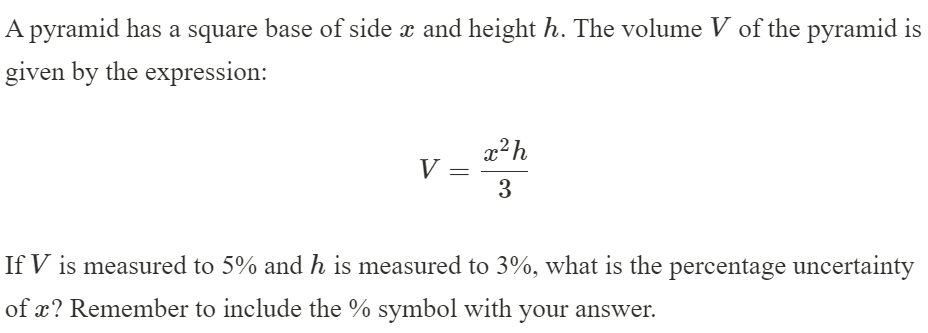 A pyramid has a square base of side x and height h. The volume V of the pyramid is
given by the expression:
V = x²h / 3
If V is measured to 5% and h is measured to 3%, what is the percentage uncertainty
of x? Remember to include the % symbol with your answer.